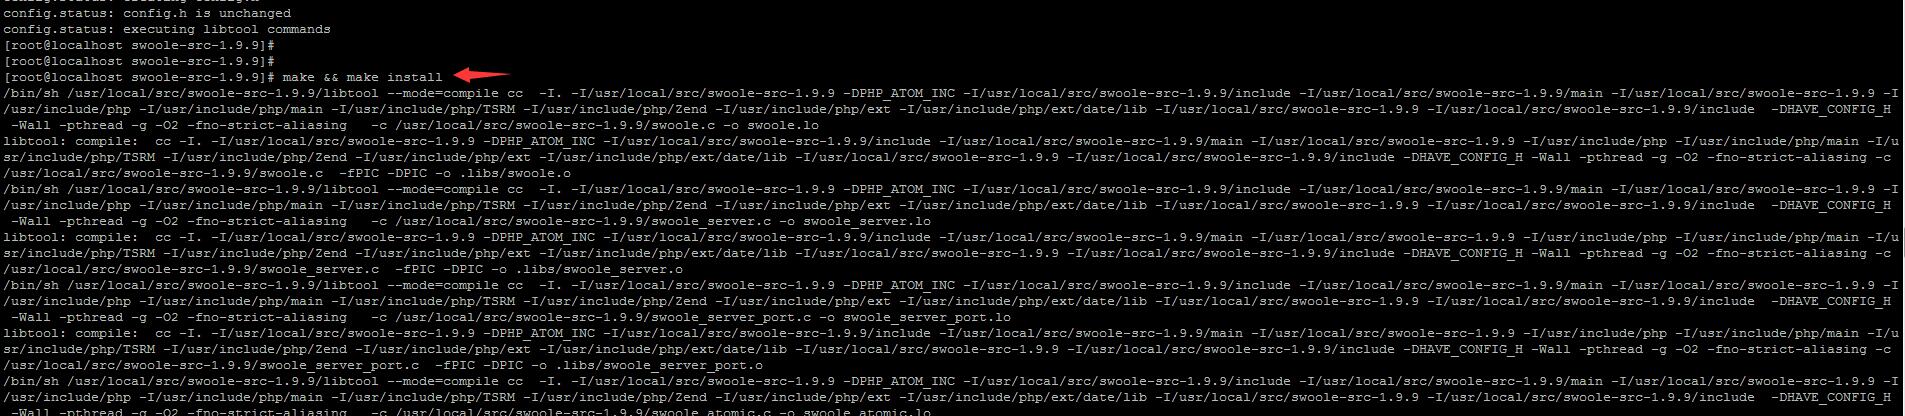 config.status: config.h is unchanged
config.status: executing libtool commands
[root@localhost swoole-src-1.9.9]#
[root@localhost swoole-src-1.9.9]#
[root@localhost swoole-src-1.9.9]# make && make install
/bin/sh /usr/local/src/swoole-src-1.9.9/libtool --mode=compile cc  -I. -I/usr/local/src/swoole-src-1.9.9 -DPHP_ATOM_INC -I/usr/local/src/swoole-src-1.9.9/include -I/usr/local/src/swoole-src-1.9.9/main -I/usr/local/src/swoole-src-1.9.9 -I
/usr/include/php -I/usr/include/php/main -I/usr/include/php/TSRM -I/usr/include/php/Zend -I/usr/include/php/ext -I/usr/include/php/ext/date/lib -I/usr/local/src/swoole-src-1.9.9 -I/usr/local/src/swoole-src-1.9.9/include  -DHAVE_CONFIG_H
 -Wall -pthread -g -O2 -fno-strict-aliasing   -c /usr/local/src/swoole-src-1.9.9/swoole.c -o swoole.lo
libtool: compile:  cc -I. -I/usr/local/src/swoole-src-1.9.9 -DPHP_ATOM_INC -I/usr/local/src/swoole-src-1.9.9/include -I/usr/local/src/swoole-src-1.9.9/main -I/usr/local/src/swoole-src-1.9.9 -I/usr/include/php -I/usr/include/php/main -I/u
sr/include/php/TSRM -I/usr/include/php/Zend -I/usr/include/php/ext -I/usr/include/php/ext/date/lib -I/usr/local/src/swoole-src-1.9.9 -I/usr/local/src/swoole-src-1.9.9/include -DHAVE_CONFIG_H -Wall -pthread -g -O2 -fno-strict-aliasing -c
/usr/local/src/swoole-src-1.9.9/swoole.c  -fPIC -DPIC -o .libs/swoole.o
/bin/sh /usr/local/src/swoole-src-1.9.9/libtool --mode=compile cc  -I. -I/usr/local/src/swoole-src-1.9.9 -DPHP_ATOM_INC -I/usr/local/src/swoole-src-1.9.9/include -I/usr/local/src/swoole-src-1.9.9/main -I/usr/local/src/swoole-src-1.9.9 -I
/usr/include/php -I/usr/include/php/main -I/usr/include/php/TSRM -I/usr/include/php/Zend -I/usr/include/php/ext -I/usr/include/php/ext/date/lib -I/usr/local/src/swoole-src-1.9.9 -I/usr/local/src/swoole-src-1.9.9/include  -DHAVE_CONFIG_H
 -Wall -pthread -g -O2 -fno-strict-aliasing   -c /usr/local/src/swoole-src-1.9.9/swoole_server.c -o swoole_server.lo
libtool: compile:  cc -I. -I/usr/local/src/swoole-src-1.9.9 -DPHP_ATOM_INC -I/usr/local/src/swoole-src-1.9.9/include -I/usr/local/src/swoole-src-1.9.9/main -I/usr/local/src/swoole-src-1.9.9 -I/usr/include/php -I/usr/include/php/main -I/u
sr/include/php/TSRM -I/usr/include/php/Zend -I/usr/include/php/ext -I/usr/include/php/ext/date/lib -I/usr/local/src/swoole-src-1.9.9 -I/usr/local/src/swoole-src-1.9.9/include -DHAVE_CONFIG_H -Wall -pthread -g -O2 -fno-strict-aliasing -c
/usr/local/src/swoole-src-1.9.9/swoole_server.c  -fPIC -DPIC -o .libs/swoole_server.o
/bin/sh /usr/local/src/swoole-src-1.9.9/libtool --mode=compile cc  -I. -I/usr/local/src/swoole-src-1.9.9 -DPHP_ATOM_INC -I/usr/local/src/swoole-src-1.9.9/include -I/usr/local/src/swoole-src-1.9.9/main -I/usr/local/src/swoole-src-1.9.9 -I
/usr/include/php -I/usr/include/php/main -I/usr/include/php/TSRM -I/usr/include/php/Zend -I/usr/include/php/ext -I/usr/include/php/ext/date/lib -I/usr/local/src/swoole-src-1.9.9 -I/usr/local/src/swoole-src-1.9.9/include  -DHAVE_CONFIG_H
 -Wall -pthread -g -O2 -fno-strict-aliasing   -c /usr/local/src/swoole-src-1.9.9/swoole_server_port.c -o swoole_server_port.lo
libtool: compile:  cc -I. -I/usr/local/src/swoole-src-1.9.9 -DPHP_ATOM_INC -I/usr/local/src/swoole-src-1.9.9/include -I/usr/local/src/swoole-src-1.9.9/main -I/usr/local/src/swoole-src-1.9.9 -I/usr/include/php -I/usr/include/php/main -I/u
sr/include/php/TSRM -I/usr/include/php/Zend -I/usr/include/php/ext -I/usr/include/php/ext/date/lib -I/usr/local/src/swoole-src-1.9.9 -I/usr/local/src/swoole-src-1.9.9/include -DHAVE_CONFIG_H -Wall -pthread -g -O2 -fno-strict-aliasing -c
/usr/local/src/swoole-src-1.9.9/swoole_server_port.c  -fPIC -DPIC -o .libs/swoole_server_port.o
/bin/sh /usr/local/src/swoole-src-1.9.9/libtool --mode=compile cc  -I. -I/usr/local/src/swoole-src-1.9.9 -DPHP_ATOM_INC -I/usr/local/src/swoole-src-1.9.9/include -I/usr/local/src/swoole-src-1.9.9/main -I/usr/local/src/swoole-src-1.9.9 -I
/usr/include/php -I/usr/include/php/main -I/usr/include/php/TSRM -I/usr/include/php/Zend -I/usr/include/php/ext -I/usr/include/php/ext/date/lib -I/usr/local/src/swoole-src-1.9.9 -I/usr/local/src/swoole-src-1.9.9/include  -DHAVE_CONFIG_H
 -Wall -pthread -g -O2 -fno-strict-aliasing   -c /usr/local/src/swoole-src-1.9.9/swoole_atomic.c -o swoole_atomic.lo